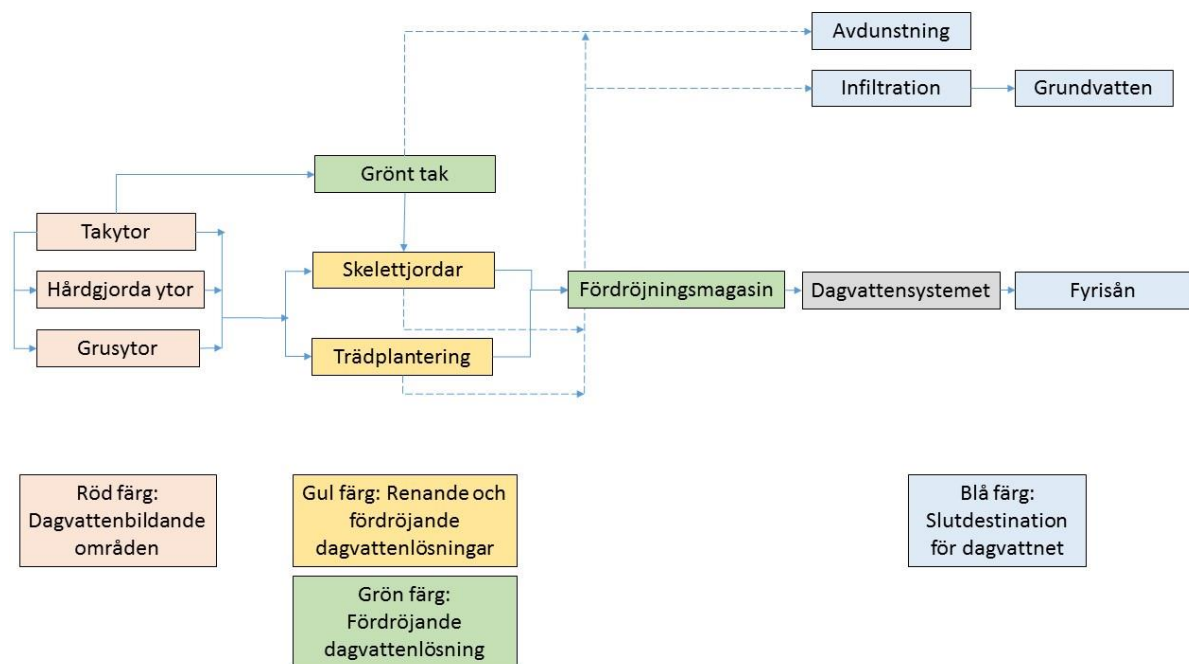 Avdunstning
Infiltration
Grundvatten
Grönt tak
Takytor
Skelettjordar
Hårdgjorda ytor
Fördröjningsmagasin
Dagvattensystemet
Fyrisån
Grusytor
Trädplantering
Röd färg:
Dagvattenbildande
områden
Gul färg: Renande och
fördröjande
dagvattenlösningar
Blå färg:
Slutdestination
för dagvattnet
Grön färg:
Fördröjande
dagvattenlösning